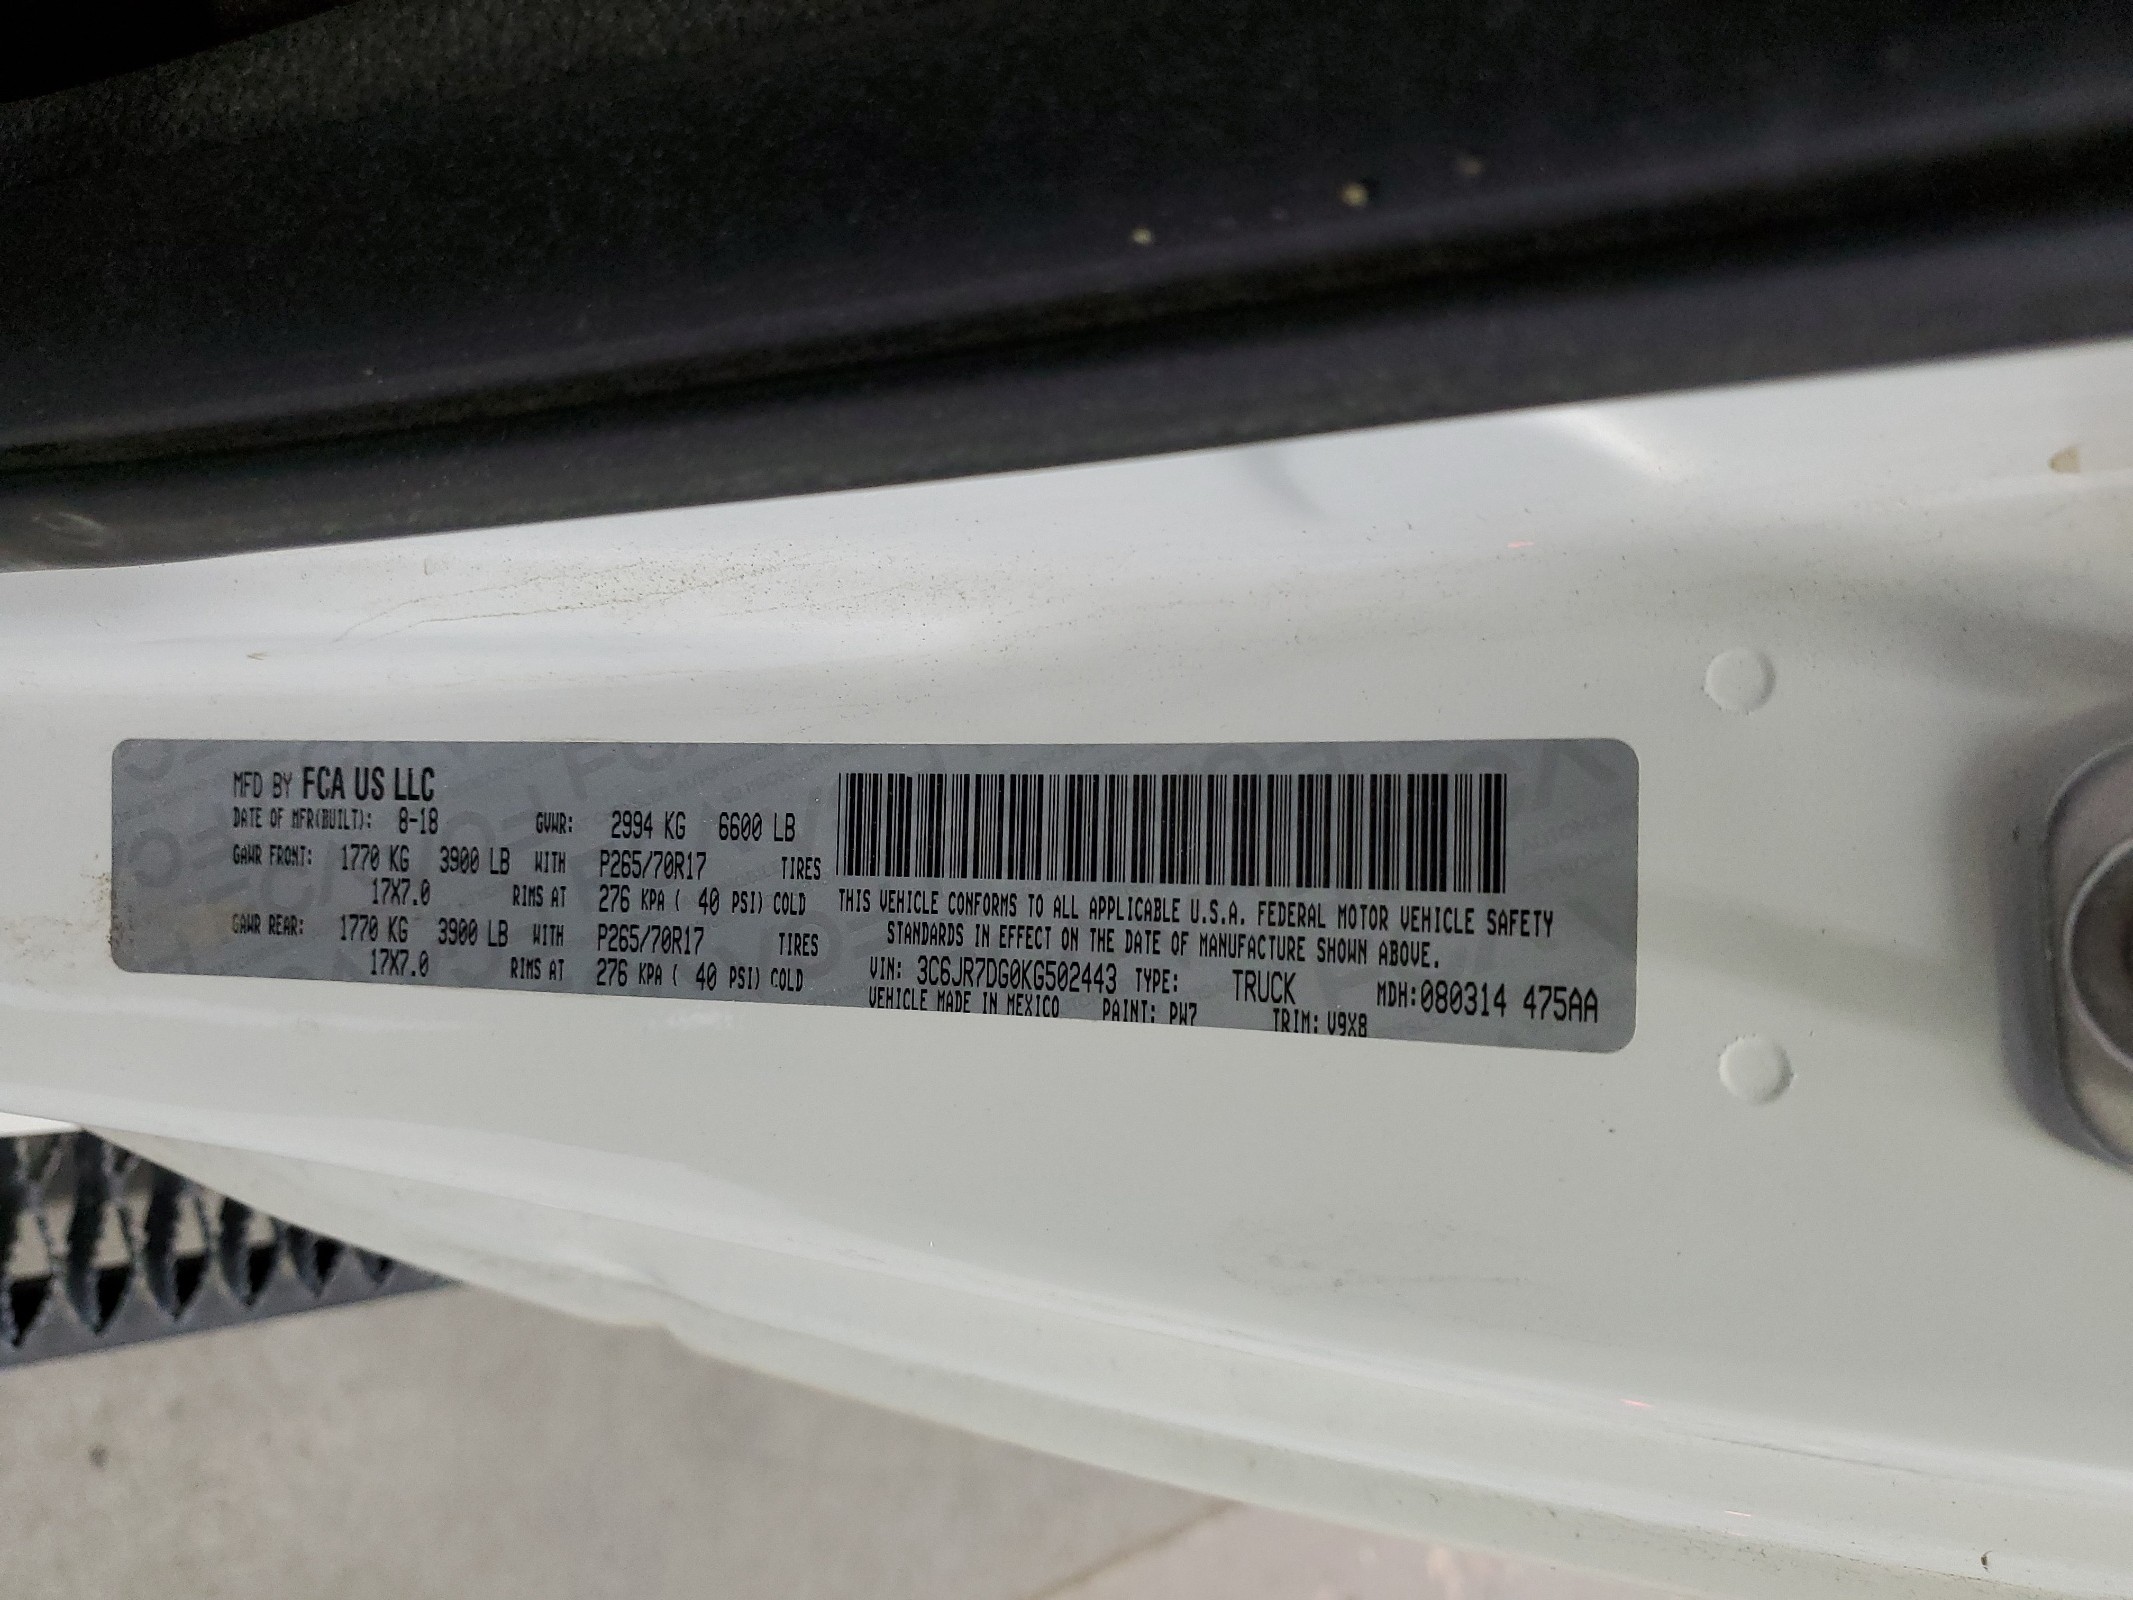 MFD BY FCA US LLC
DATE OF MFR(BUILT): 8-18 GVWR: 2994 KG 6600 LB
GAWR FRONT: 1770 KG 3900 LB WITH P265/70R17 TIRES
17X7.0 RIMS AT 276 KPA ( 40 PSI) COLD
GAWR REAR: 1770 KG 3900 LB WITH P265/70R17 TIRES
17X7.0 RIMS AT 276 KPA ( 40 PSI) COLD
THIS VEHICLE CONFORMS TO ALL APPLICABLE U.S.A. FEDERAL MOTOR VEHICLE SAFETY
STANDARDS IN EFFECT ON THE DATE OF MANUFACTURE SHOWN ABOVE.
VIN: 3C6JR7DG0KG502443 TYPE: TRUCK MDH:080314 475AA
VEHICLE MADE IN MEXICO PAINT: PW7 TRIM: V9X8